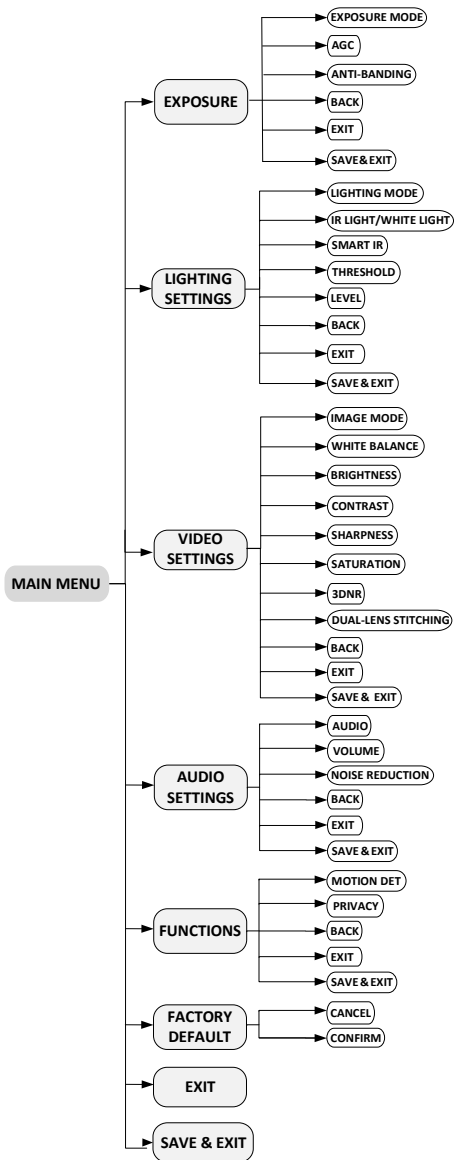 EXPOSURE MODE
AGC
ANTI-BANDING
EXPOSURE
BACK
EXIT
SAVE&EXIT
LIGHTING MODE
IR LIGHT/WHITE LIGHT
SMART IR
THRESHOLD
LIGHTING
SETTINGS
LEVEL
BACK
EXIT
SAVE & EXIT
IMAGE MODE
WHITE BALANCE
BRIGHTNESS
CONTRAST
SHARPNESS
VIDEO
SETTINGS
SATURATION
MAIN MENU
3DNR
DUAL-LENS STITCHING
BACK
EXIT
SAVE & EXIT
AUDIO
VOLUME
NOISE REDUCTION
AUDIO
SETTINGS
BACK
EXIT
SAVE & EXIT
MOTION DET
PRIVACY
FUNCTIONS
BACK
EXIT
SAVE & EXIT
FACTORY
DEFAULT
CANCEL
CONFIRM
EXIT
SAVE & EXIT